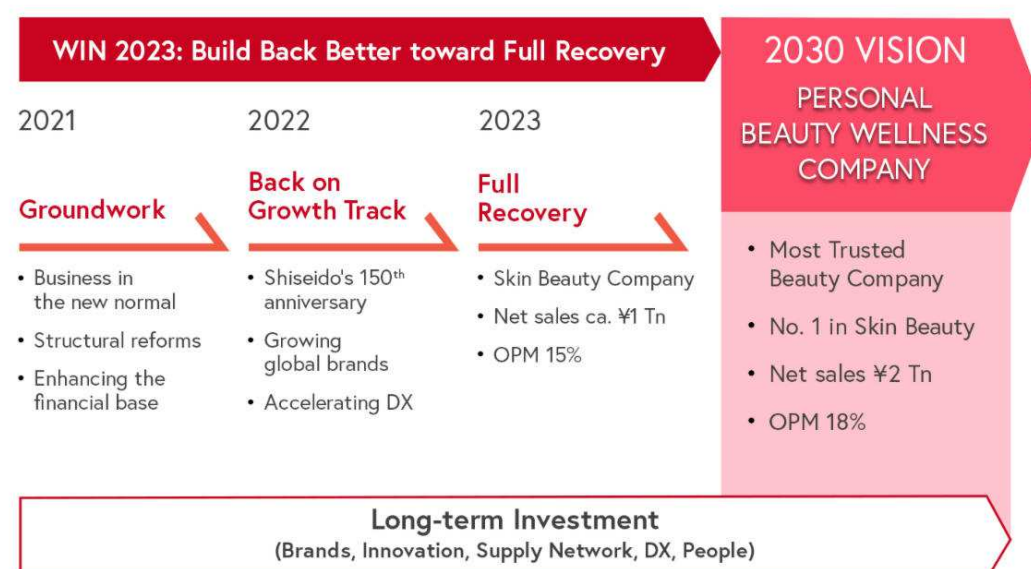 WIN 2023: Build Back Better toward Full Recovery
2021
Groundwork
• Business in
the new normal
• Structural reforms
• Enhancing the
financial base
2022
Back on
Growth Track
• Shiseido's 150th
anniversary
• Growing
global brands
• Accelerating DX
2023
Full
Recovery
• Skin Beauty Company
• Net sales ca. ¥1 Tn
• OPM 15%
2030 VISION
PERSONAL
BEAUTY WELLNESS
COMPANY
• Most Trusted
Beauty Company
• No. 1 in Skin Beauty
• Net sales ¥2 Tn
• OPM 18%
Long-term Investment
(Brands, Innovation, Supply Network, DX, People)